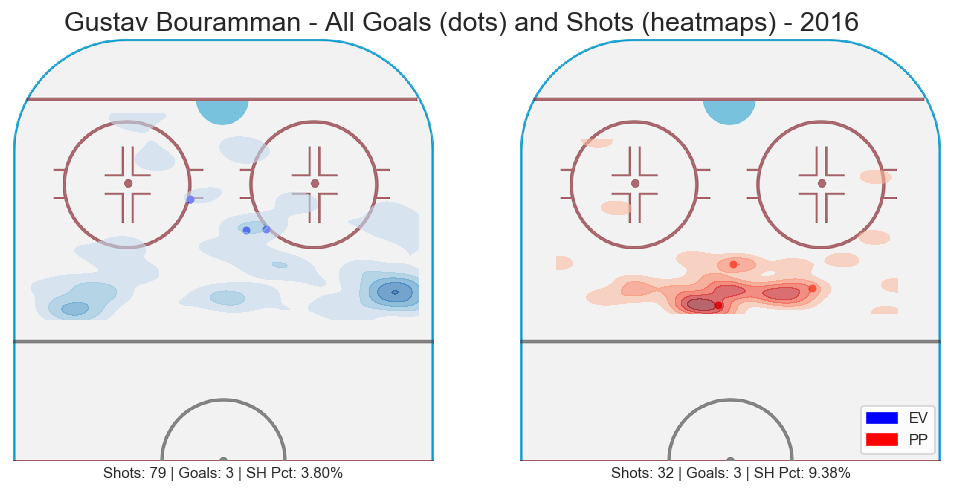 Gustav Bouramman - All Goals (dots) and Shots (heatmaps) - 2016
EV
PP
Shots: 79 | Goals: 3 | SH Pct: 3.80%
Shots: 32 | Goals: 3 | SH Pct: 9.38%